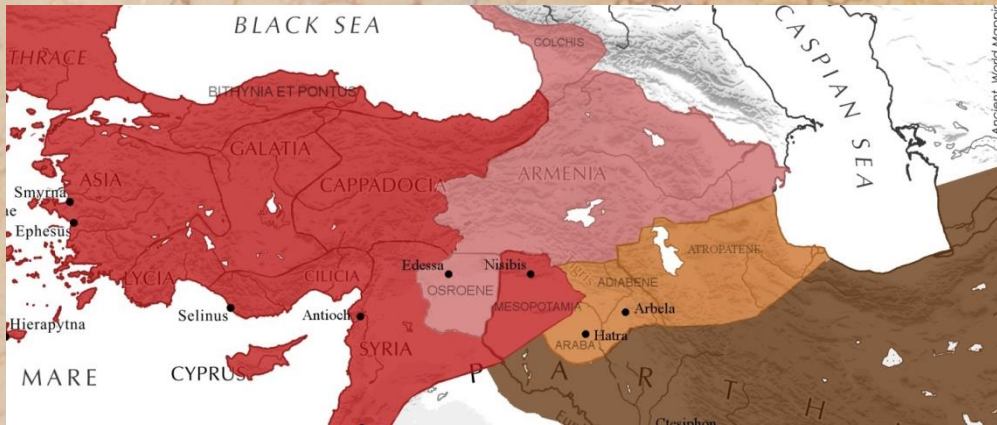 BLACK SEA
CASPIAN SEA
THRACE
COLCHIS
BITHYNIA ET PONTUS
GALATIA
ASIA
CAPPADOCIA
ARMENIA
Smyrna
Ephesus
LYCIA
CILICIA
Edessa
Nisibis
OSROENE
MESOPOTAMIA
ATROPATENE
ADIABENE
Arbela
Hatra
ARABA
Selinus
Antioch
Hierapytna
SYRIA
MARE
CYPRUS
P A R T H
Ctesiphon